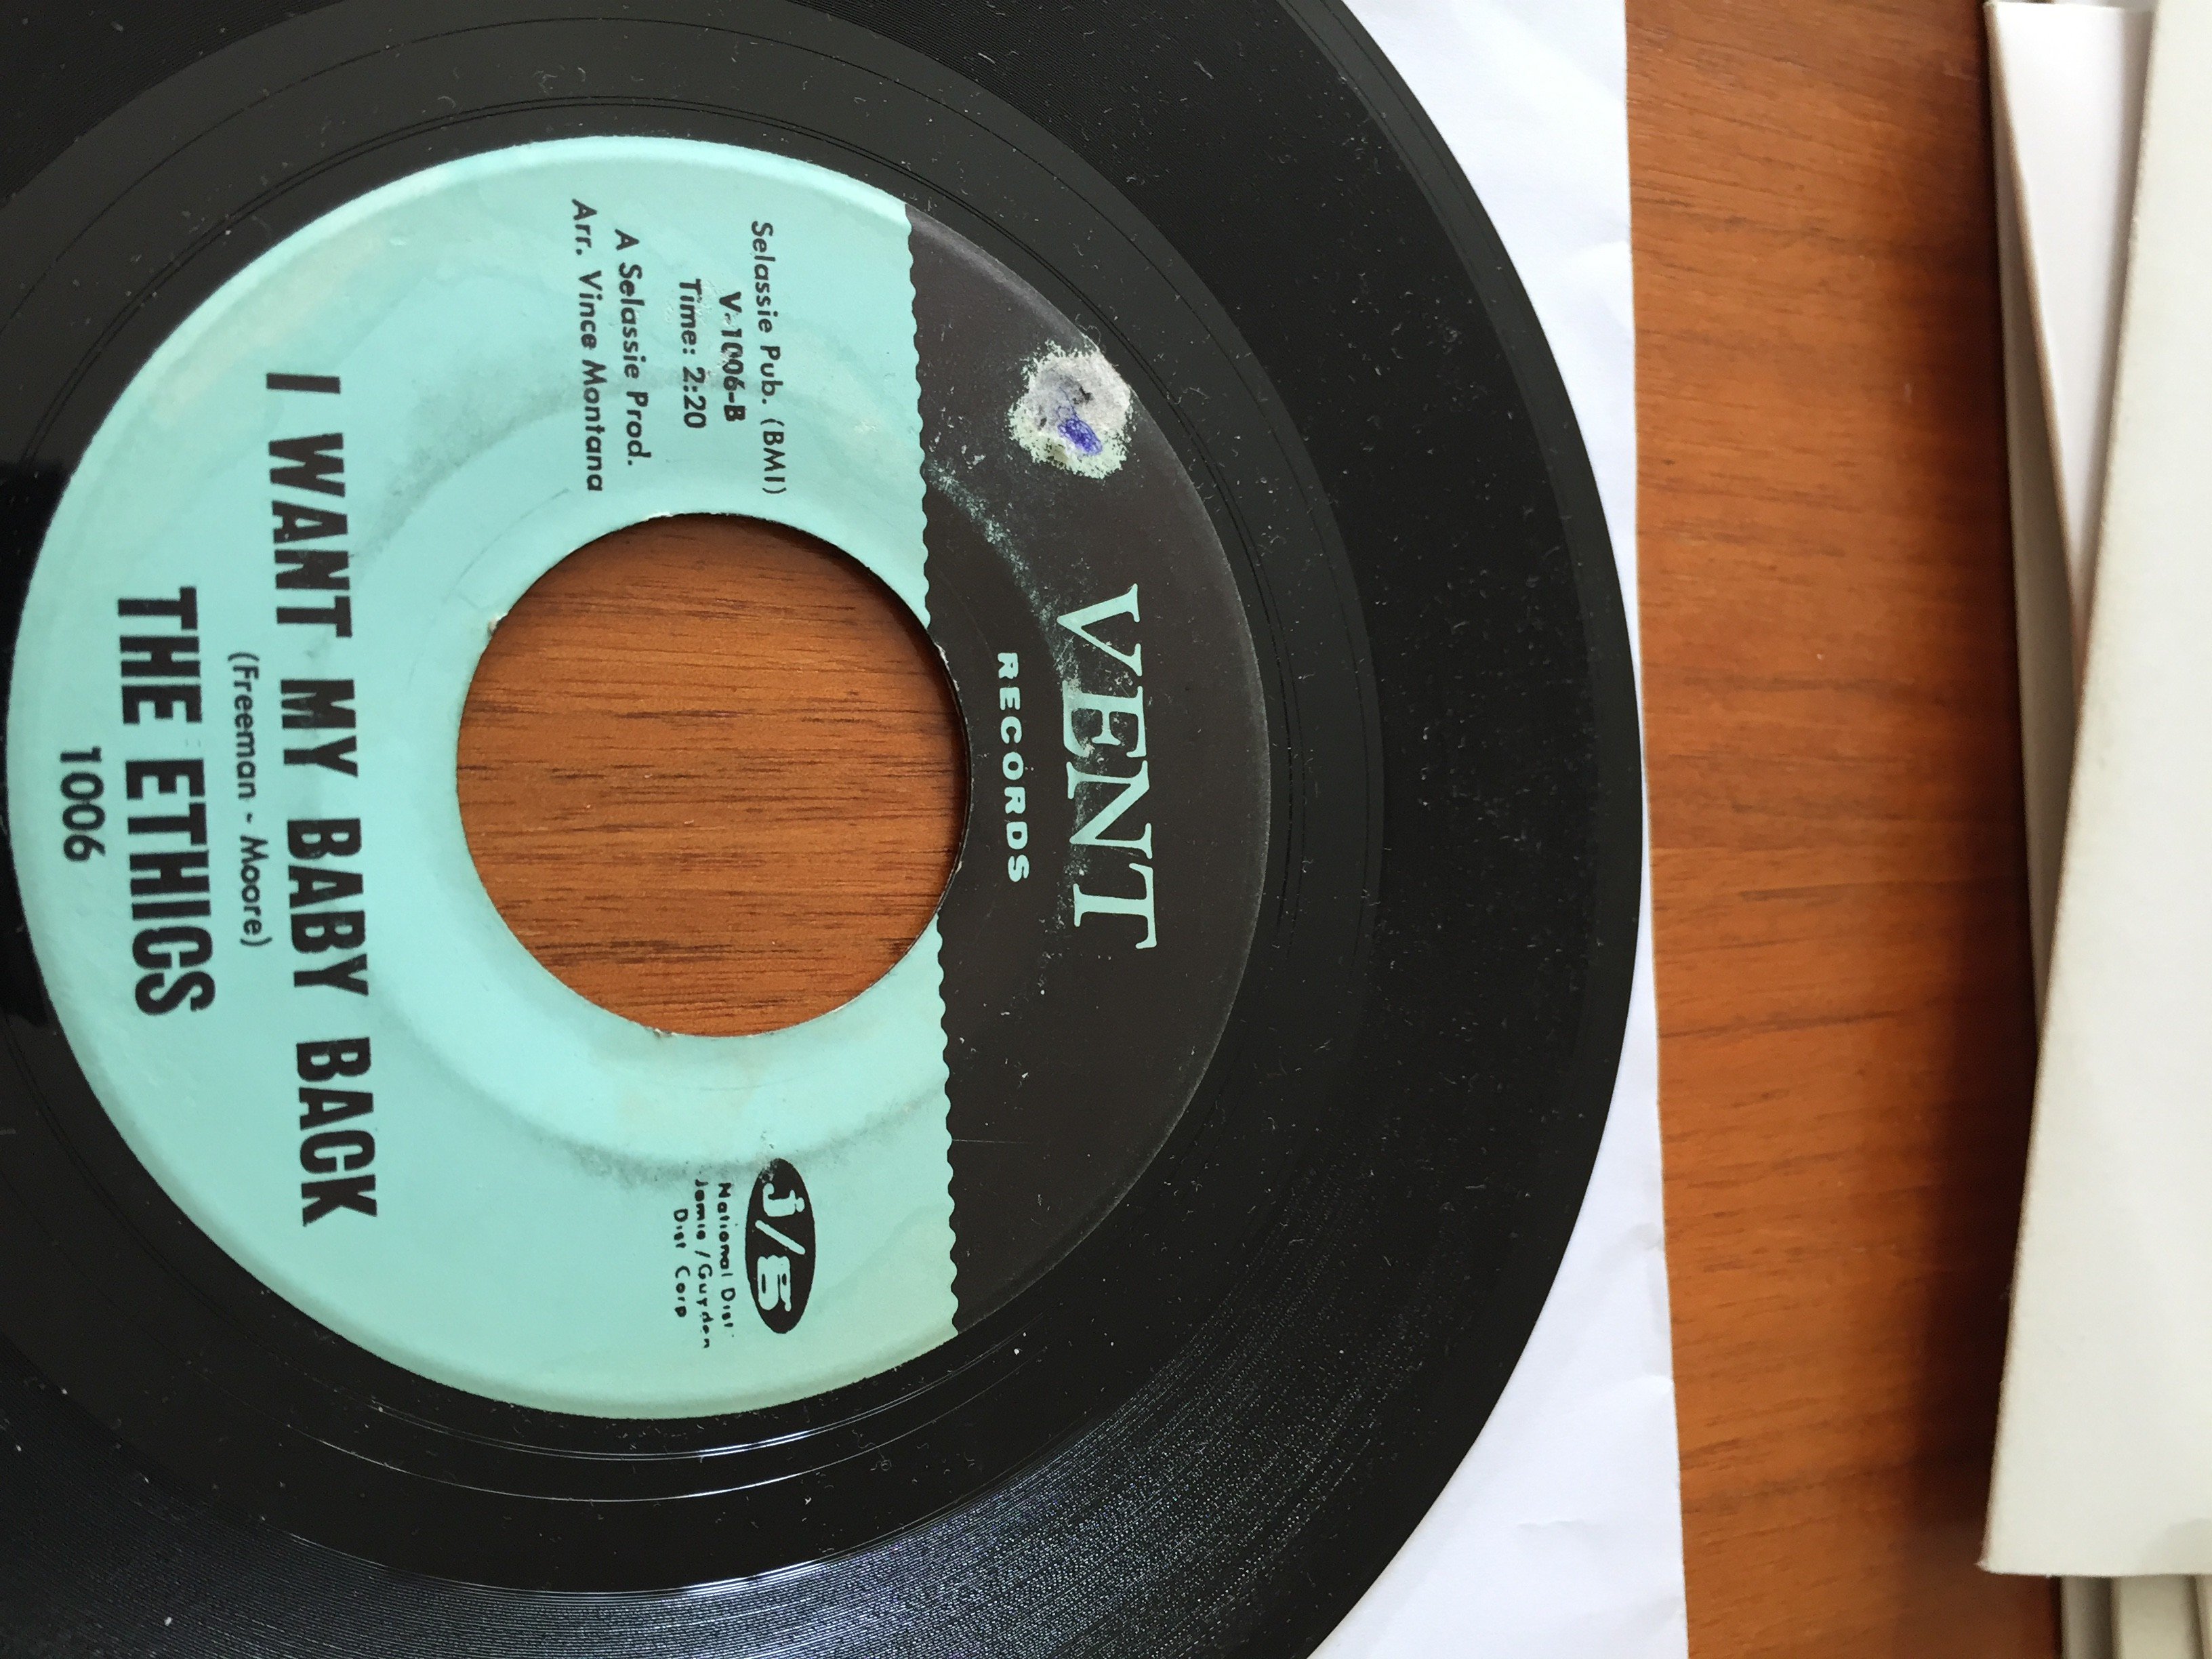 VENT
RECORDS
Selassie Pub. (BMI)
V-1006-B
Time: 2:20
A Selassie Prod.
Arr. Vince Montana
J/G
National Dist.
Jamie / Guyden
Dist Corp
I WANT MY BABY BACK
(Freeman - Moore)
THE ETHICS
1006